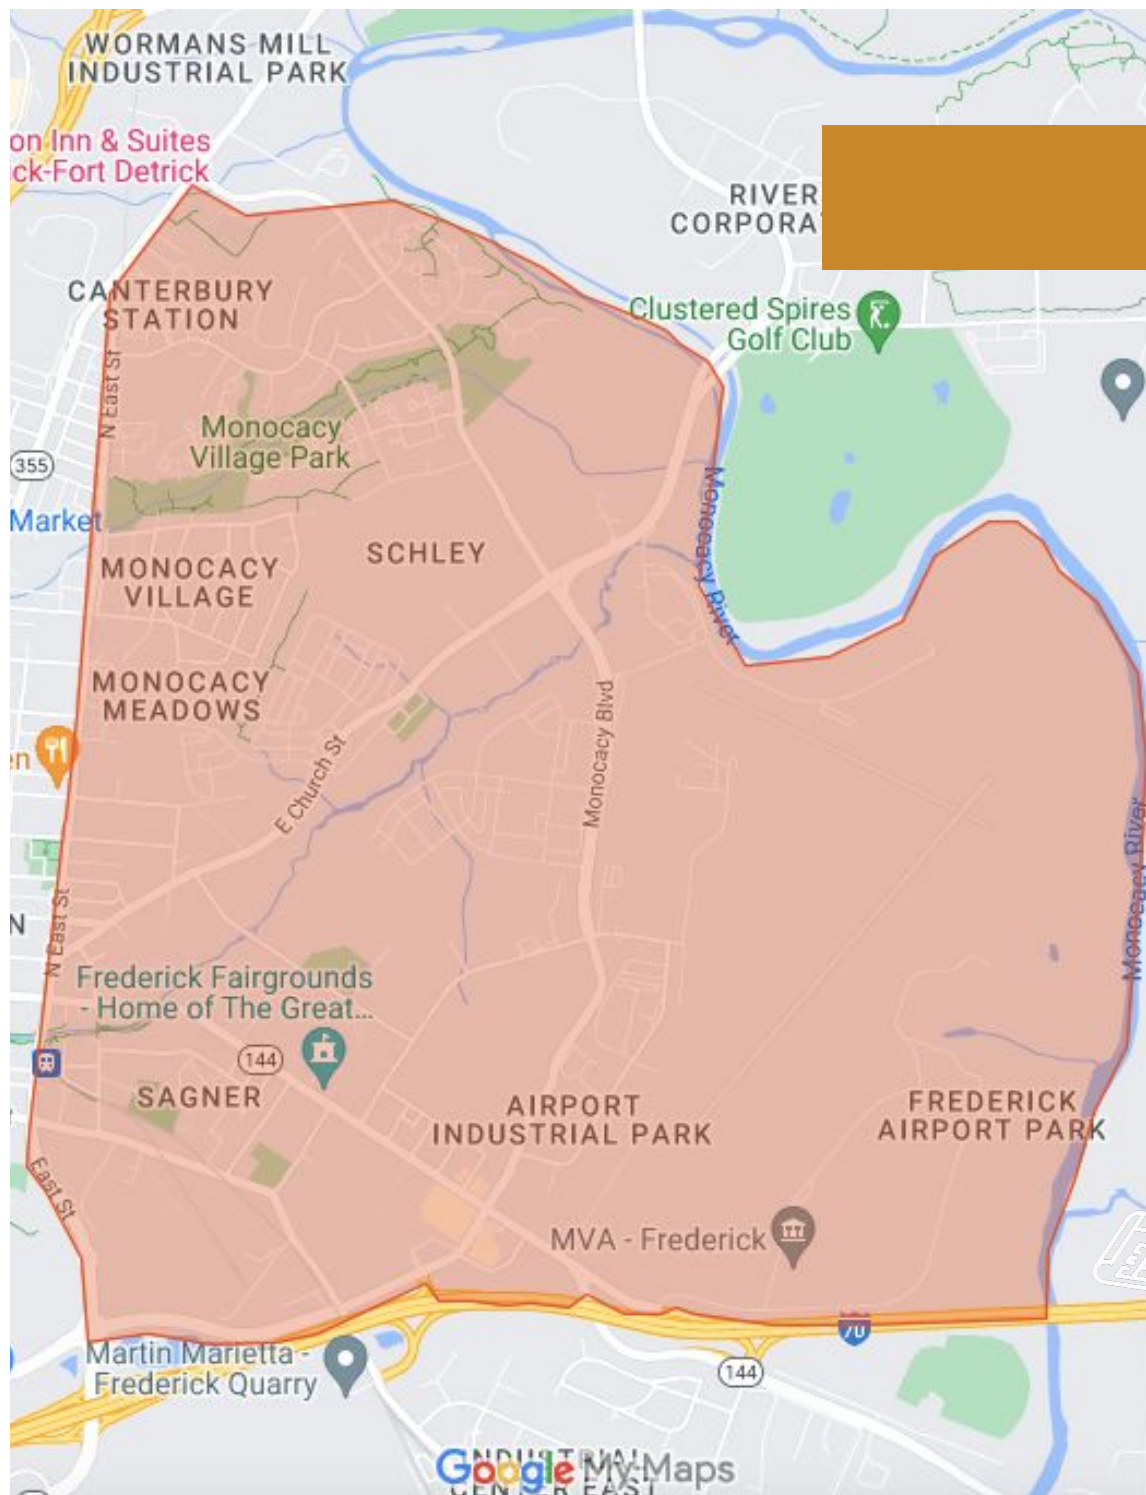 WORMANS MILL
INDUSTRIAL PARK
on Inn & Suites
ck-Fort Detrick
RIVER
CORPORA
CANTERBURY
STATION
Clustered Spires
Golf Club
N East St
Monocacy
Village Park
355
Market
Monocacy River
SCHLEY
MONOCACY
VILLAGE
MONOCACY
MEADOWS
en
Monocacy Blvd
E Church St
Monocacy River
N
N East St
Frederick Fairgrounds
- Home of The Great...
144
SAGNER
AIRPORT
INDUSTRIAL PARK
FREDERICK
AIRPORT PARK
East St
MVA - Frederick
70
Martin Marietta -
Frederick Quarry
144
INDUSTRIAL
CENTER EAST
Google My Maps